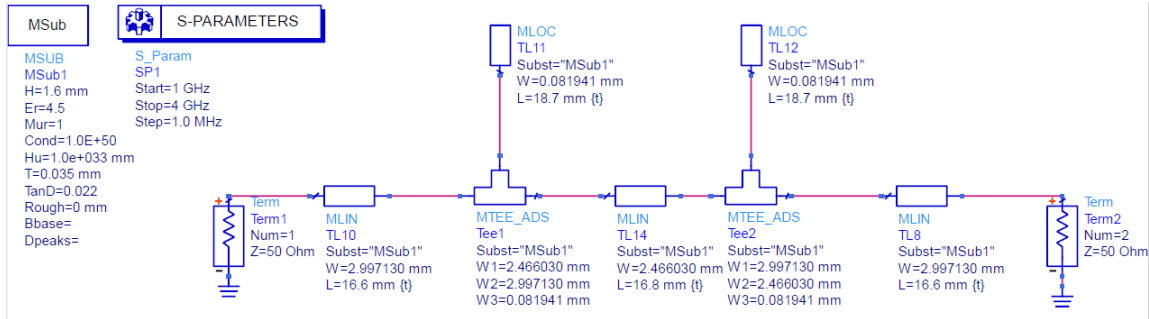 MSub
S-PARAMETERS
MSUB
MSub1
H=1.6 mm
Er=4.5
Mur=1
Cond=1.0E+50
Hu=1.0e+033 mm
T=0.035 mm
TanD=0.022
Rough=0 mm
Bbase=
Dpeaks=
S_Param
SP1
Start=1 GHz
Stop=4 GHz
Step=1.0 MHz
MLOC
TL11
Subst="MSub1"
W=0.081941 mm
L=18.7 mm {t}
MLOC
TL12
Subst="MSub1"
W=0.081941 mm
L=18.7 mm {t}
+
Term
Term1
Num=1
Z=50 Ohm
-
MLIN
TL10
Subst="MSub1"
W=2.997130 mm
L=16.6 mm {t}
MTEE_ADS
Tee1
Subst="MSub1"
W1=2.466030 mm
W2=2.997130 mm
W3=0.081941 mm
MLIN
TL14
Subst="MSub1"
W=2.466030 mm
L=16.8 mm {t}
MTEE_ADS
Tee2
Subst="MSub1"
W1=2.997130 mm
W2=2.466030 mm
W3=0.081941 mm
MLIN
TL8
Subst="MSub1"
W=2.997130 mm
L=16.6 mm {t}
+
Term
Term2
Num=2
Z=50 Ohm
-